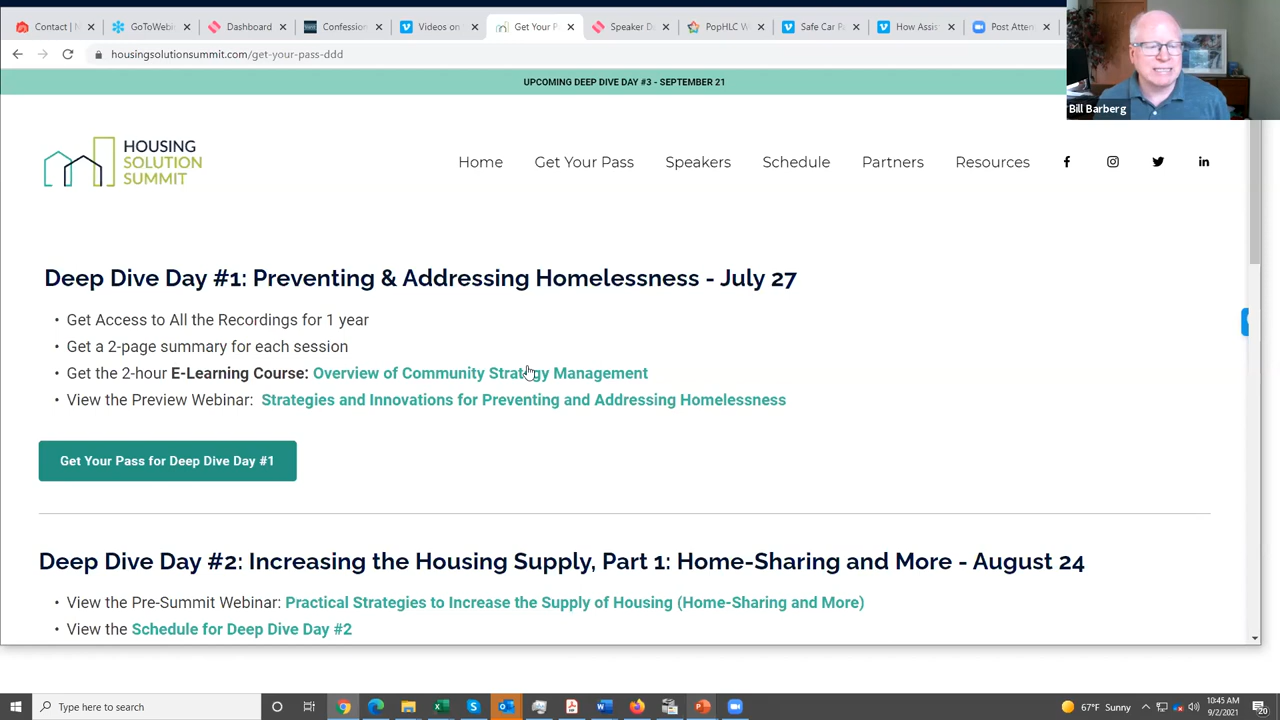 Contact | N
GoToWebi
Dashboard
Confession
Videos on
Get Your P
Speaker D
PopHLC W
Safe Car P
How Assis
Post Atten
housingsolutionsummit.com/get-your-pass-ddd
Bill Barberg
UPCOMING DEEP DIVE DAY #3 - SEPTEMBER 21
HOUSING
SOLUTION
SUMMIT
Home Get Your Pass Speakers Schedule Partners Resources
Deep Dive Day #1: Preventing & Addressing Homelessness - July 27
• Get Access to All the Recordings for 1 year
• Get a 2-page summary for each session
• Get the 2-hour E-Learning Course: Overview of Community Strategy Management
• View the Preview Webinar: Strategies and Innovations for Preventing and Addressing Homelessness
Get Your Pass for Deep Dive Day #1
Deep Dive Day #2: Increasing the Housing Supply, Part 1: Home-Sharing and More - August 24
• View the Pre-Summit Webinar: Practical Strategies to Increase the Supply of Housing (Home-Sharing and More)
• View the Schedule for Deep Dive Day #2
Type here to search
67°F Sunny
10:45 AM
9/2/2021
20